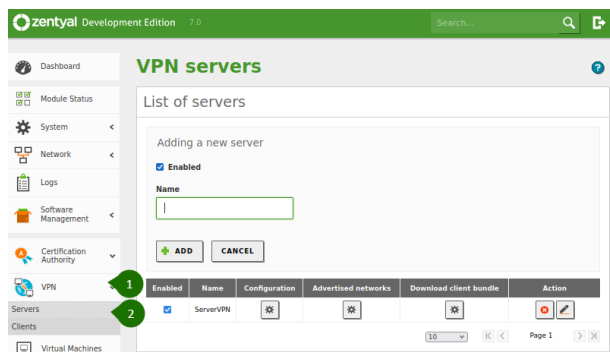 zentyal Development Edition 7.0
Search...
Dashboard
Module Status
System
Network
Logs
Software
Management
Certification
Authority
VPN
Servers
Clients
Virtual Machines
1
2
VPN servers
?
List of servers
Adding a new server
Enabled
Name
ADD
CANCEL
Enabled Name Configuration Advertised networks Download client bundle Action
ServerVPN
10
Page 1